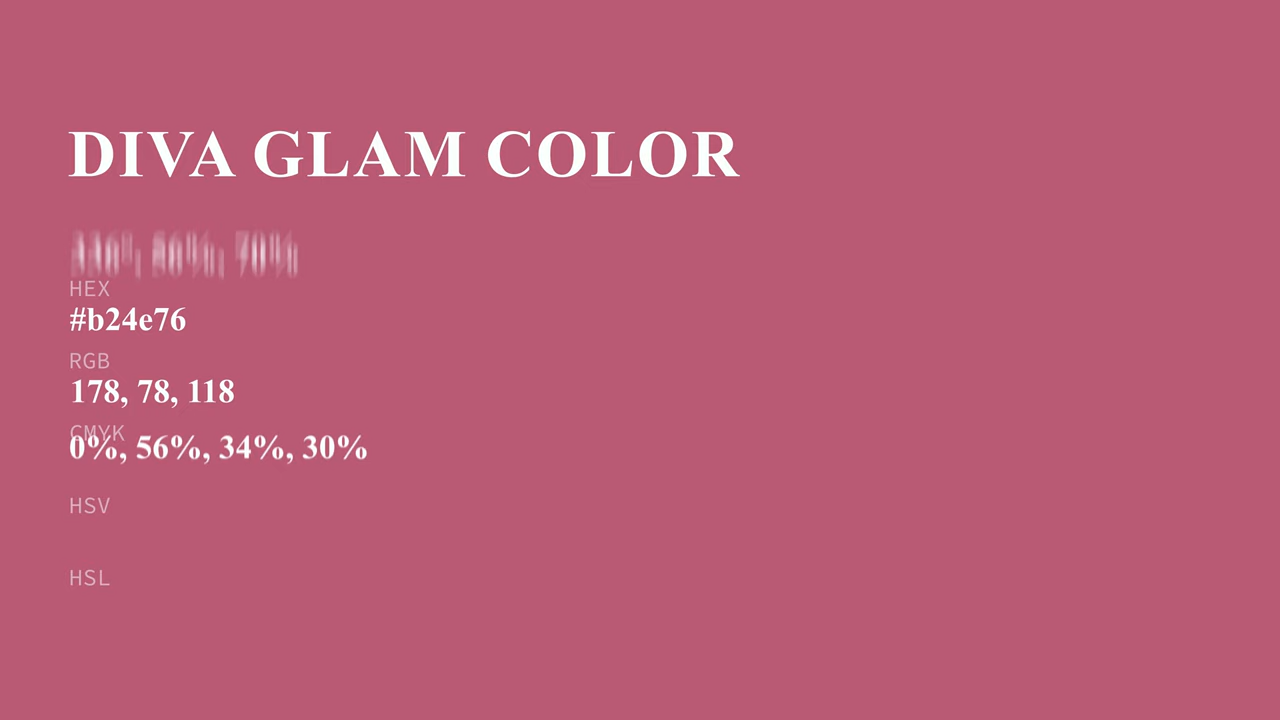 DIVA GLAM COLOR
HEX
#b24e76
RGB
178, 78, 118
CMYK
0%, 56%, 34%, 30%
HSV
HSL